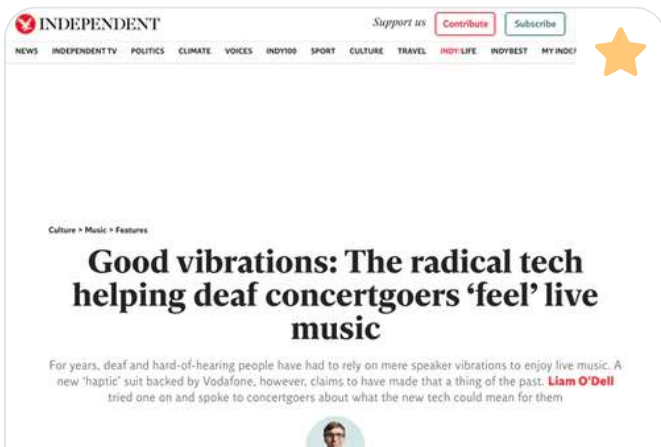 INDEPENDENT
Support us
Contribute
Subscribe
NEWS INDEPENDENT TV POLITICS CLIMATE VOICES INDY100 SPORT CULTURE TRAVEL INDY/LIFE INDYBEST MY INDE
Culture > Music > Features
Good vibrations: The radical tech
helping deaf concertgoers ‘feel’ live
music
For years, deaf and hard-of-hearing people have had to rely on mere speaker vibrations to enjoy live music. A
new ‘haptic’ suit backed by Vodafone, however, claims to have made that a thing of the past. Liam O’Dell
tried one on and spoke to concertgoers about what the new tech could mean for them